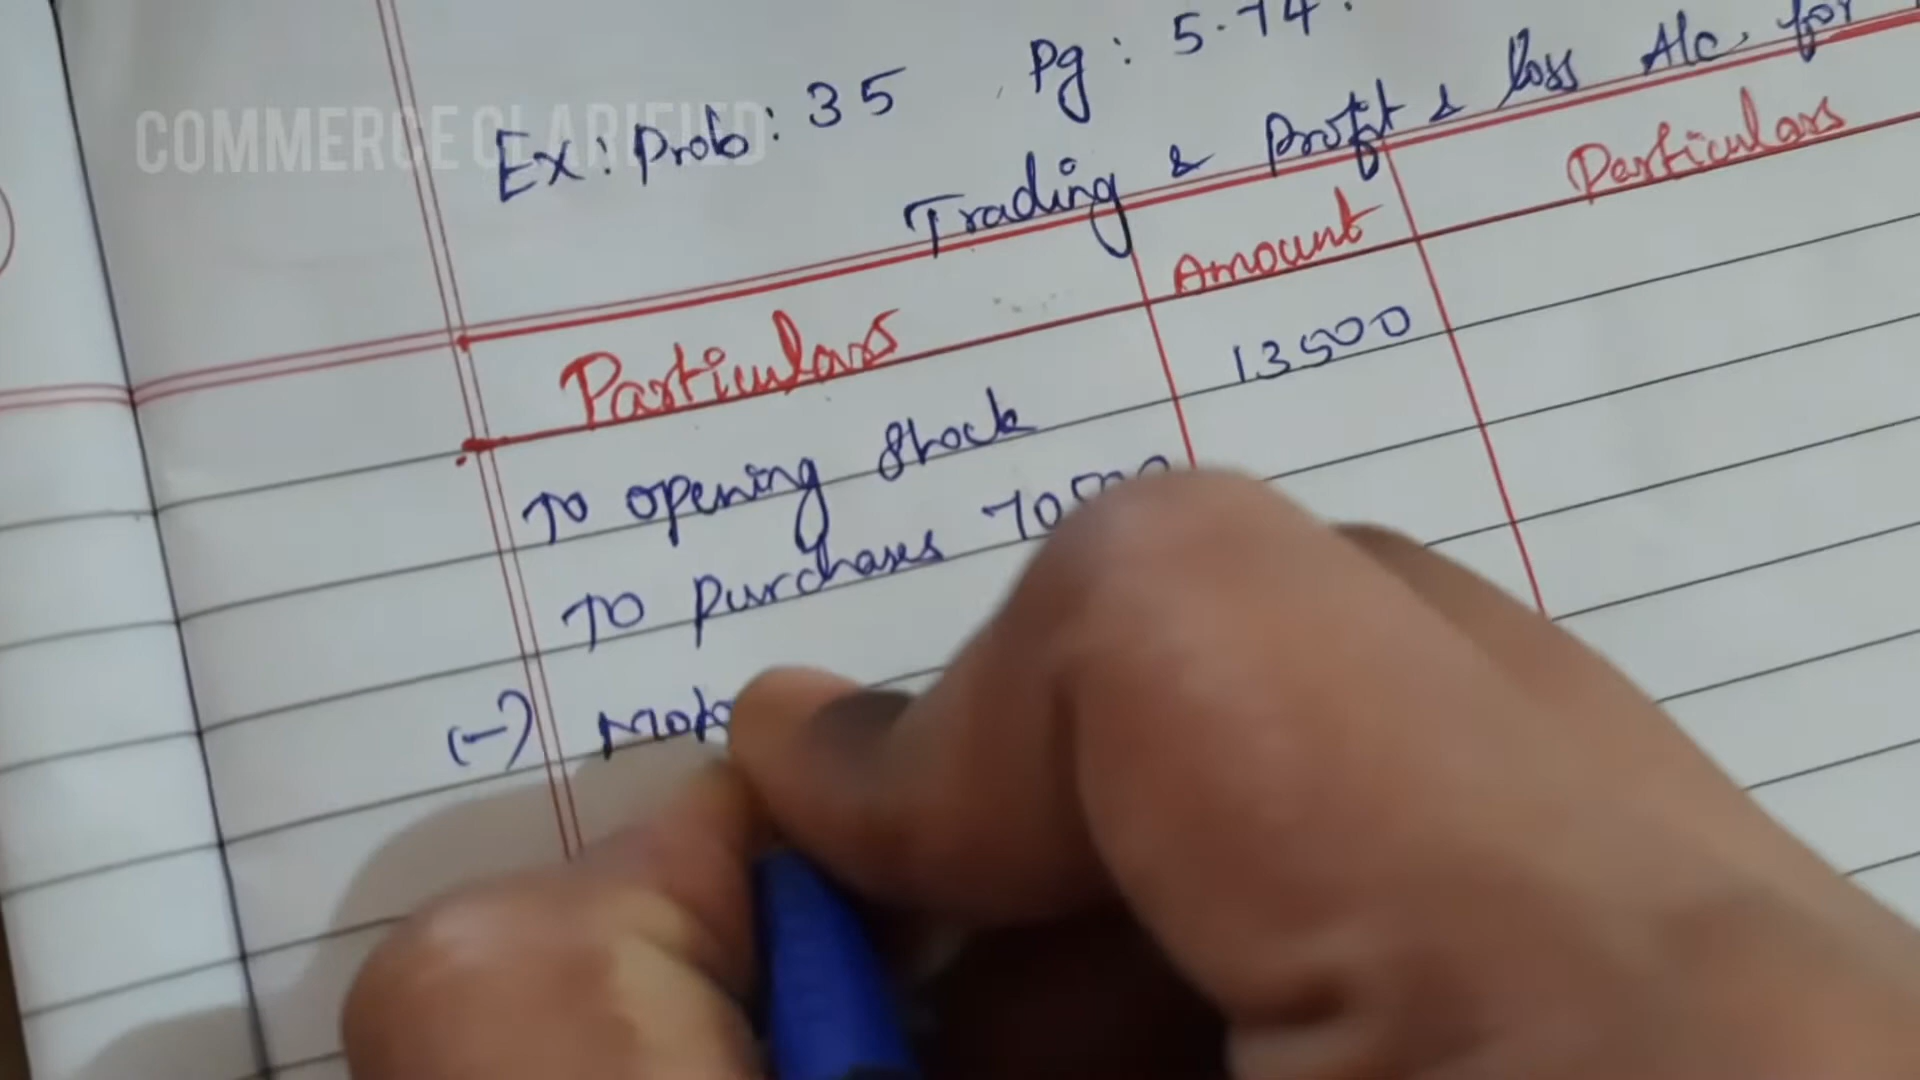 COMMERCE CLARIFIED
Ex: Prob: 35 Pg: 5.74.
Trading & Profit & loss A/c. for
Particulars Amount Particulars
To opening Stock 13500
To Purchases
(-)